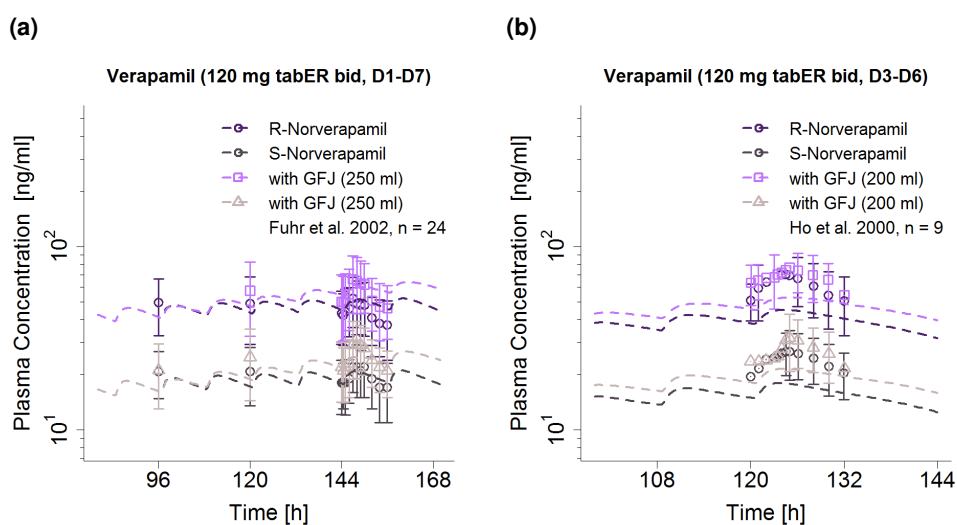 (a)
Verapamil (120 mg tabER bid, D1-D7)
R-Norverapamil
S-Norverapamil
with GFJ (250 ml)
with GFJ (250 ml)
Fuhr et al. 2002, n = 24
Plasma Concentration [ng/ml]
10²
10¹
96
120
144
168
Time [h]
(b)
Verapamil (120 mg tabER bid, D3-D6)
R-Norverapamil
S-Norverapamil
with GFJ (200 ml)
with GFJ (200 ml)
Ho et al. 2000, n = 9
Plasma Concentration [ng/ml]
10²
10¹
108
120
132
144
Time [h]